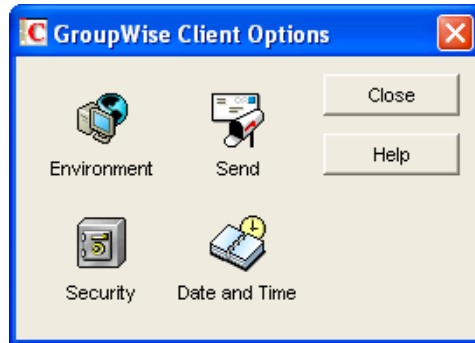 C GroupWise Client Options
Close
Environment
Send
Help
Security
Date and Time